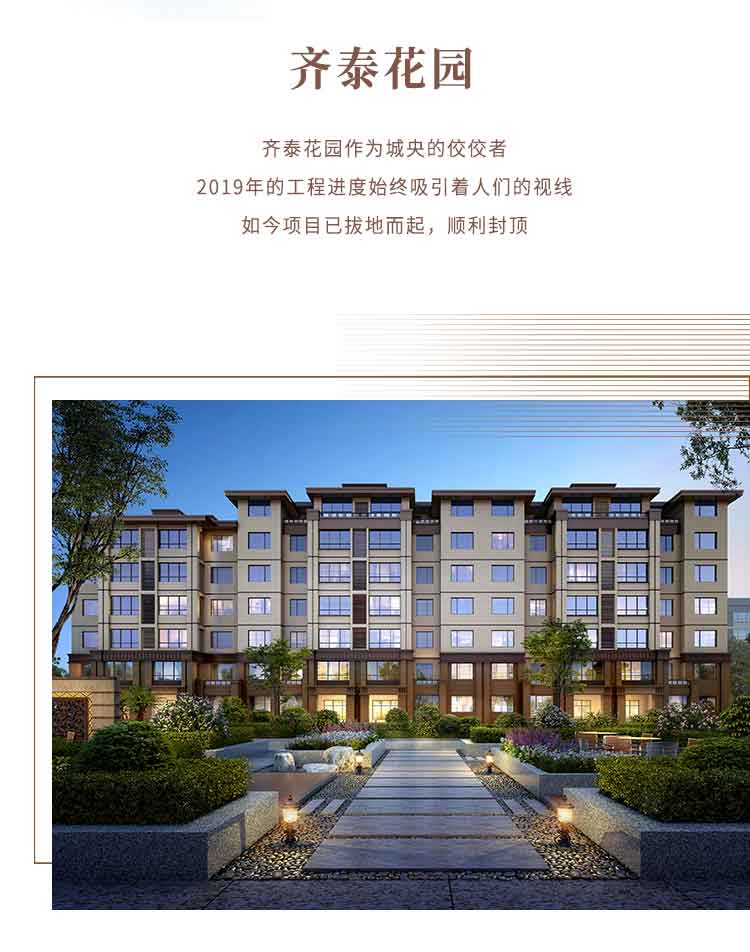 齐泰花园
齐泰花园作为城央的佼佼者
2019年的工程进度始终吸引着人们的视线
如今项目已拔地而起，顺利封顶